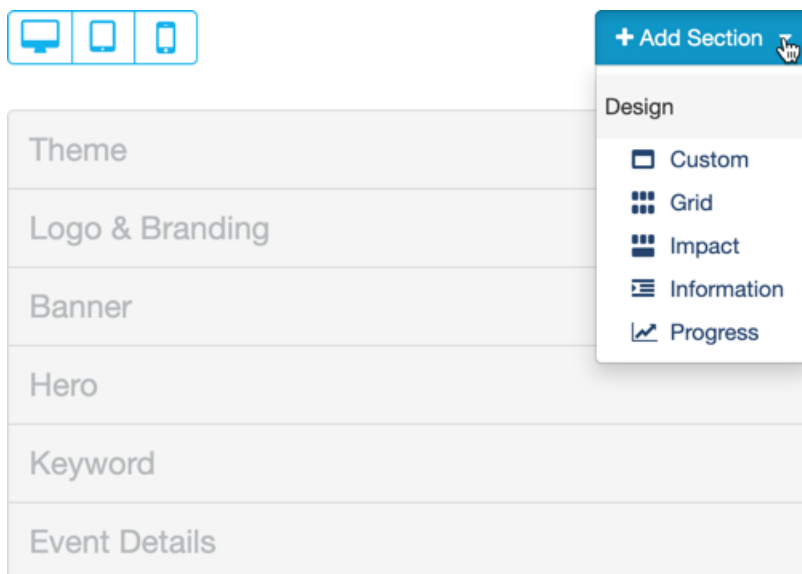 + Add Section
Design
Custom
Grid
Impact
Information
Progress
Theme
Logo & Branding
Banner
Hero
Keyword
Event Details